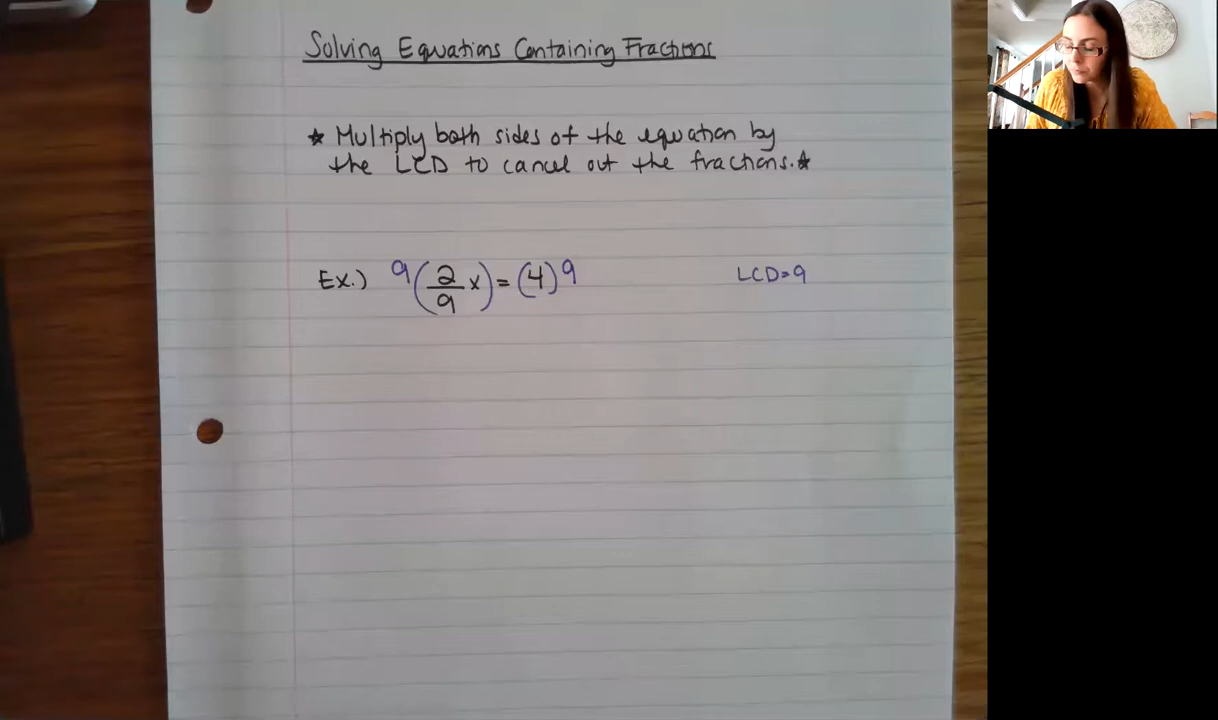 Solving Equations Containing Fractions
★ Multiply both sides of the equation by
the LCD to cancel out the fractions.★
Ex.) 9(2/9 x) = (4)9
LCD=9